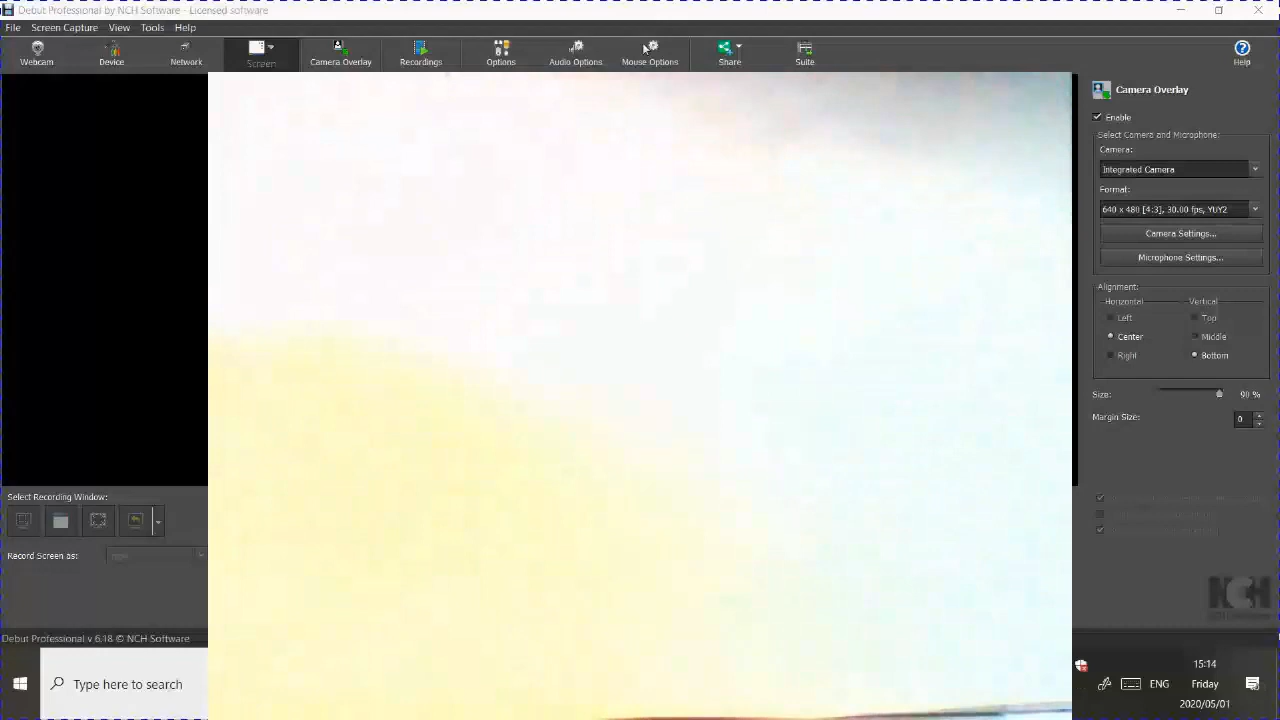 Debut Professional by NCH Software - Licensed software
File Screen Capture View Tools Help
Webcam Device Network Screen Camera Overlay Recordings Options Audio Options Mouse Options Share Suite Help
Camera Overlay
Enable
Select Camera and Microphone:
Camera:
Integrated Camera
Format:
640 x 480 [4:3], 30.00 fps, YUY2
Camera Settings...
Microphone Settings...
Alignment:
Horizontal Vertical
Left Top
Center Middle
Right Bottom
Size: 90 %
Margin Size: 0
Select Recording Window:
Record Screen as:
NCH
Debut Professional v 6.18 © NCH Software
Type here to search
ENG
15:14
Friday
2020/05/01